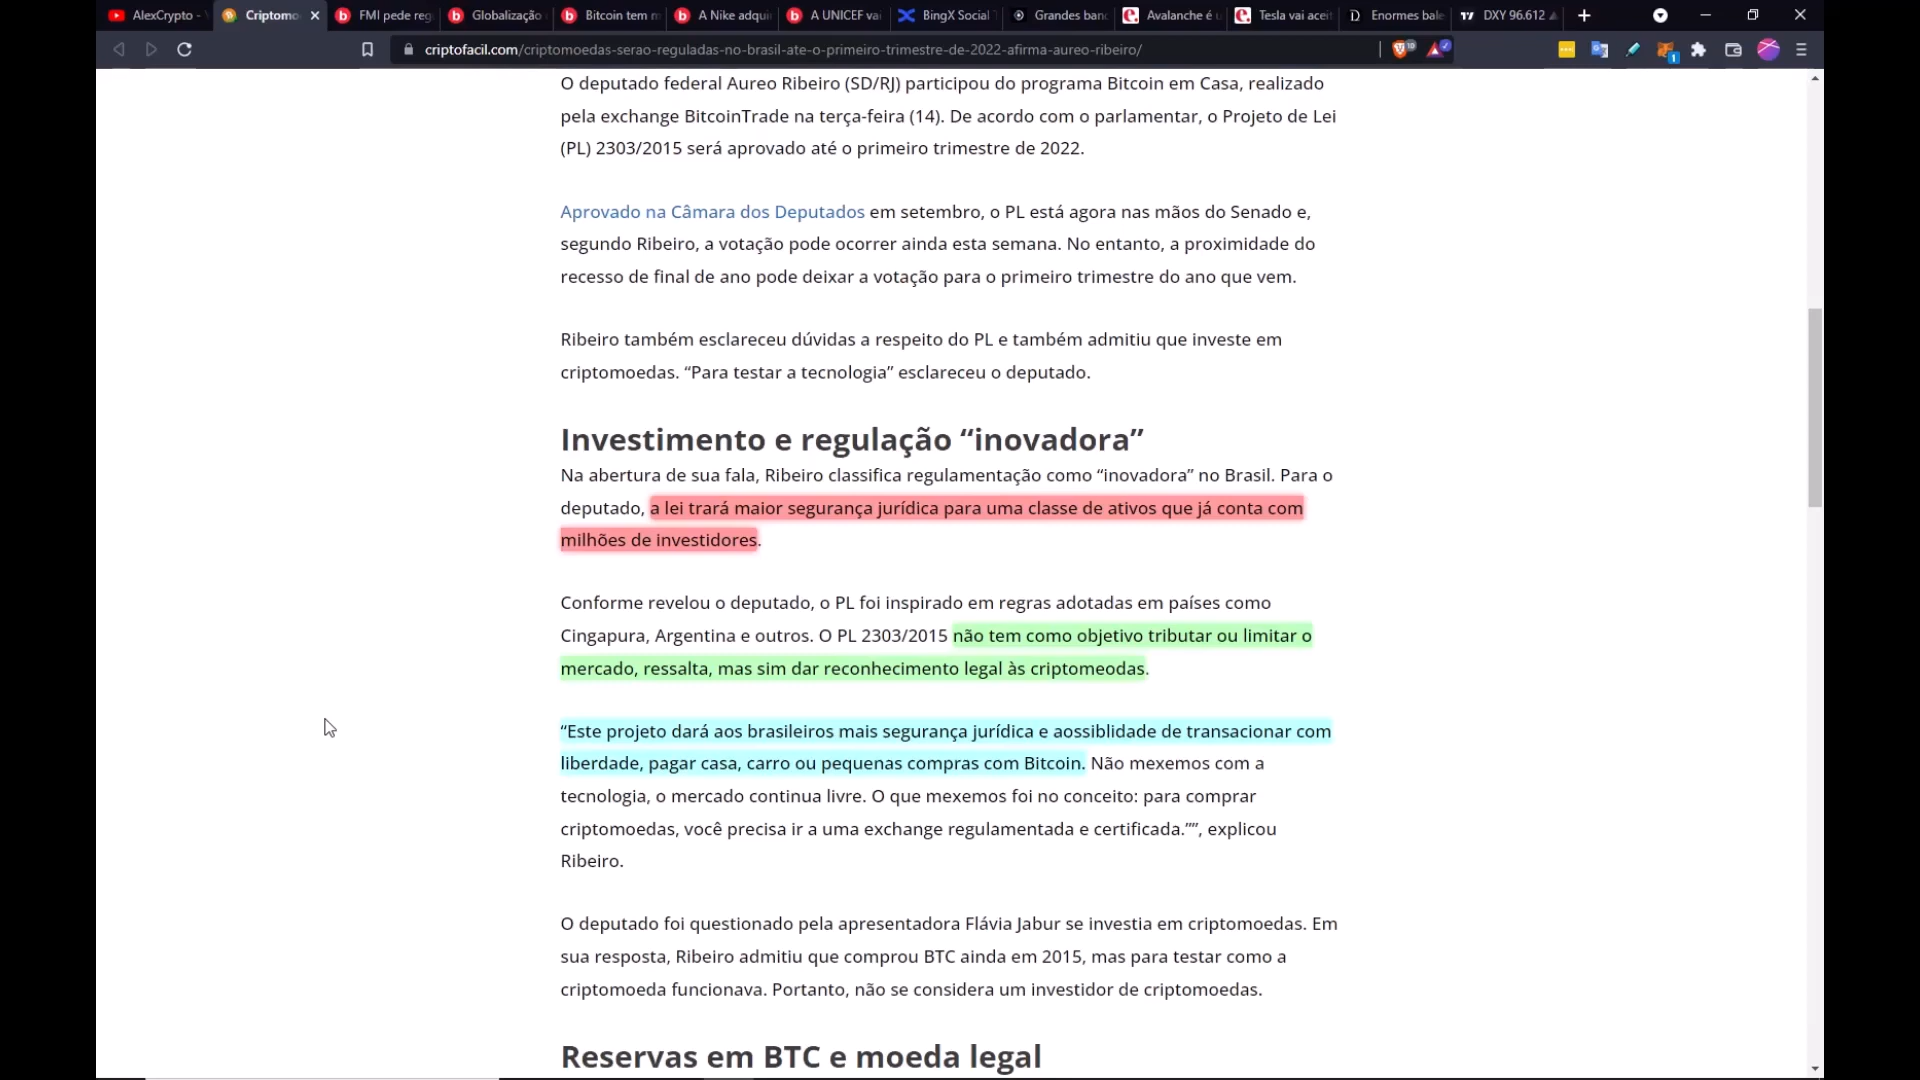 AlexCrypto -
Criptomo
FMI pede reg
Globalização
Bitcoin tem m
A Nike adqui
A UNICEF vai
BingX Social
Grandes banc
Avalanche é u
Tesla vai aceit
Enormes bale
DXY 96.612
criptofacil.com/criptomoedas-serao-reguladas-no-brasil-ate-o-primeiro-trimestre-de-2022-afirma-aureo-ribeiro/
O deputado federal Aureo Ribeiro (SD/RJ) participou do programa Bitcoin em Casa, realizado
pela exchange BitcoinTrade na terça-feira (14). De acordo com o parlamentar, o Projeto de Lei
(PL) 2303/2015 será aprovado até o primeiro trimestre de 2022.
Aprovado na Câmara dos Deputados em setembro, o PL está agora nas mãos do Senado e,
segundo Ribeiro, a votação pode ocorrer ainda esta semana. No entanto, a proximidade do
recesso de final de ano pode deixar a votação para o primeiro trimestre do ano que vem.
Ribeiro também esclareceu dúvidas a respeito do PL e também admitiu que investe em
criptomoedas. “Para testar a tecnologia” esclareceu o deputado.
Investimento e regulação “inovadora”
Na abertura de sua fala, Ribeiro classifica regulamentação como “inovadora” no Brasil. Para o
deputado, a lei trará maior segurança jurídica para uma classe de ativos que já conta com
milhões de investidores.
Conforme revelou o deputado, o PL foi inspirado em regras adotadas em países como
Cingapura, Argentina e outros. O PL 2303/2015 não tem como objetivo tributar ou limitar o
mercado, ressalta, mas sim dar reconhecimento legal às criptomeodas.
“Este projeto dará aos brasileiros mais segurança jurídica e aossiblidade de transacionar com
liberdade, pagar casa, carro ou pequenas compras com Bitcoin. Não mexemos com a
tecnologia, o mercado continua livre. O que mexemos foi no conceito: para comprar
criptomoedas, você precisa ir a uma exchange regulamentada e certificada.””, explicou
Ribeiro.
O deputado foi questionado pela apresentadora Flávia Jabur se investia em criptomoedas. Em
sua resposta, Ribeiro admitiu que comprou BTC ainda em 2015, mas para testar como a
criptomoeda funcionava. Portanto, não se considera um investidor de criptomoedas.
Reservas em BTC e moeda legal